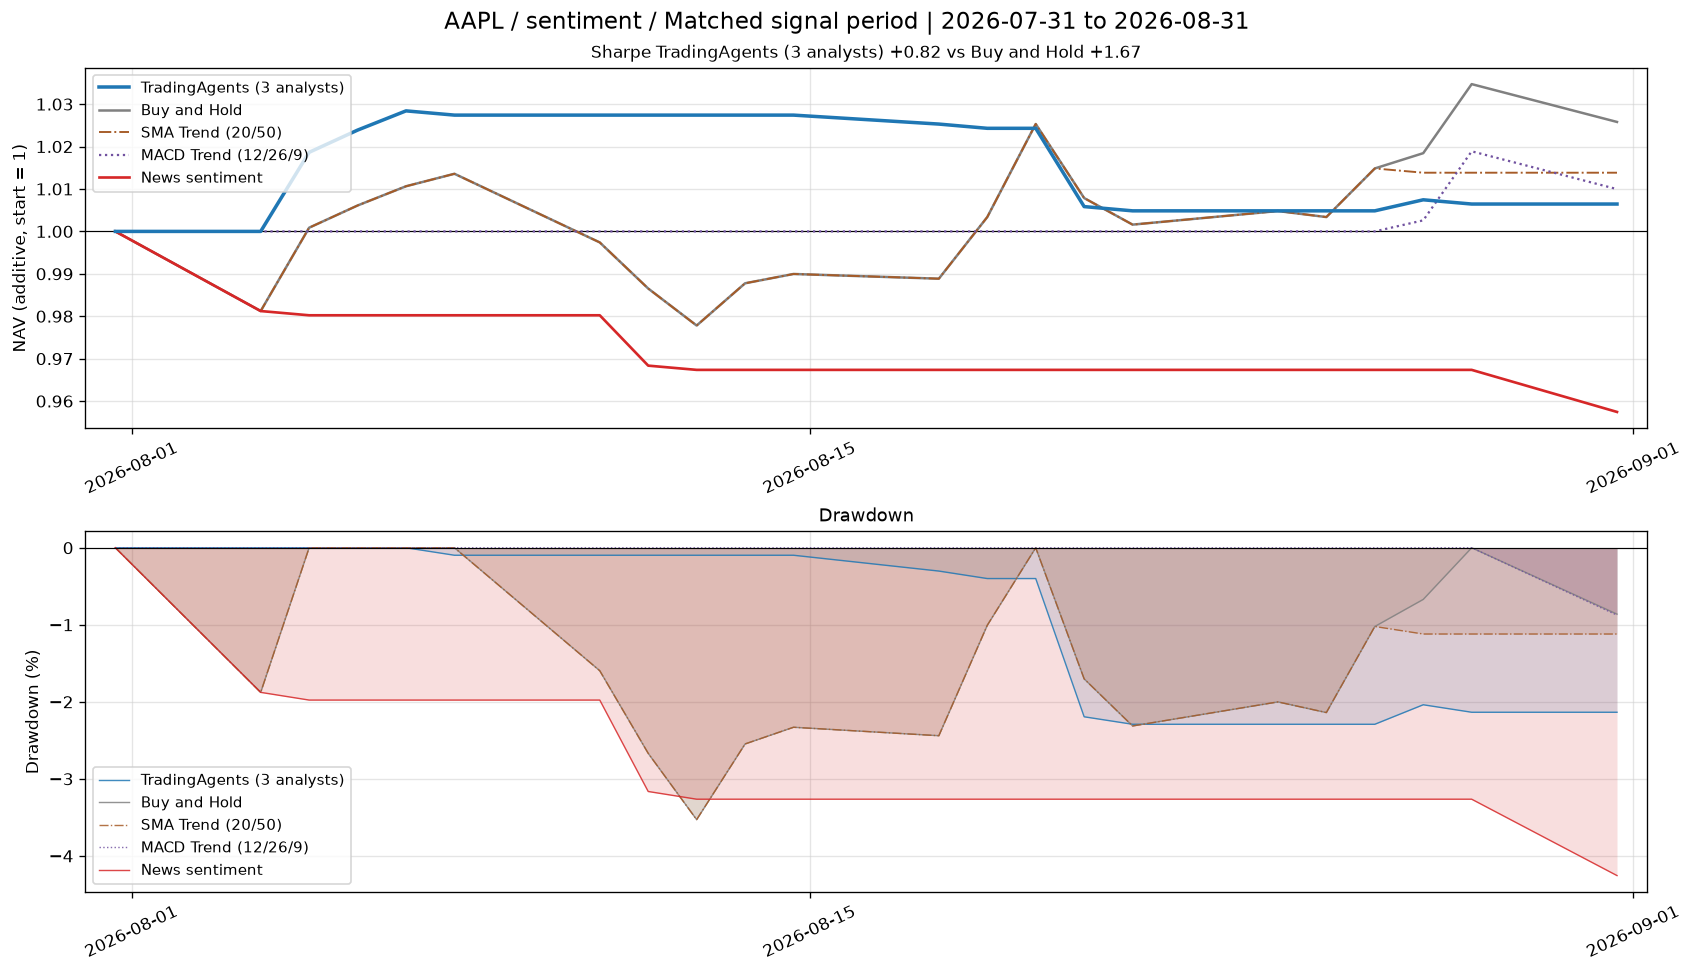 AAPL / sentiment / Matched signal period | 2026-07-31 to 2026-08-31
Sharpe TradingAgents (3 analysts) +0.82 vs Buy and Hold +1.67
NAV (additive, start = 1)
1.03
1.02
1.01
1.00
0.99
0.98
0.97
0.96
TradingAgents (3 analysts)
Buy and Hold
SMA Trend (20/50)
MACD Trend (12/26/9)
News sentiment
2026-08-01
2026-08-15
2026-09-01
Drawdown
Drawdown (%)
0
−1
−2
−3
−4
TradingAgents (3 analysts)
Buy and Hold
SMA Trend (20/50)
MACD Trend (12/26/9)
News sentiment
2026-08-01
2026-08-15
2026-09-01